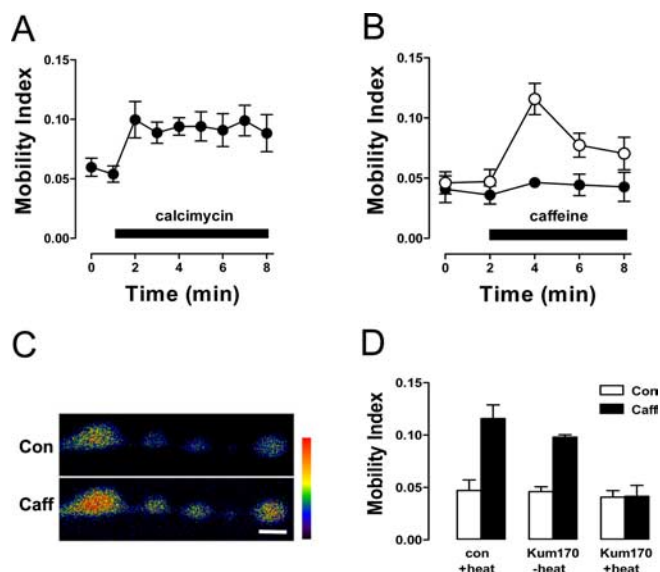 A
Mobility Index
0.15
0.10
0.05
0.00
calcimycin
0 2 4 6 8
Time (min)
B
Mobility Index
0.15
0.10
0.05
0.00
caffeine
0 2 4 6 8
Time (min)
C
Con
Caff
D
Mobility Index
0.15
0.10
0.05
0.00
Con
Caff
con Kum170 Kum170
+heat -heat +heat